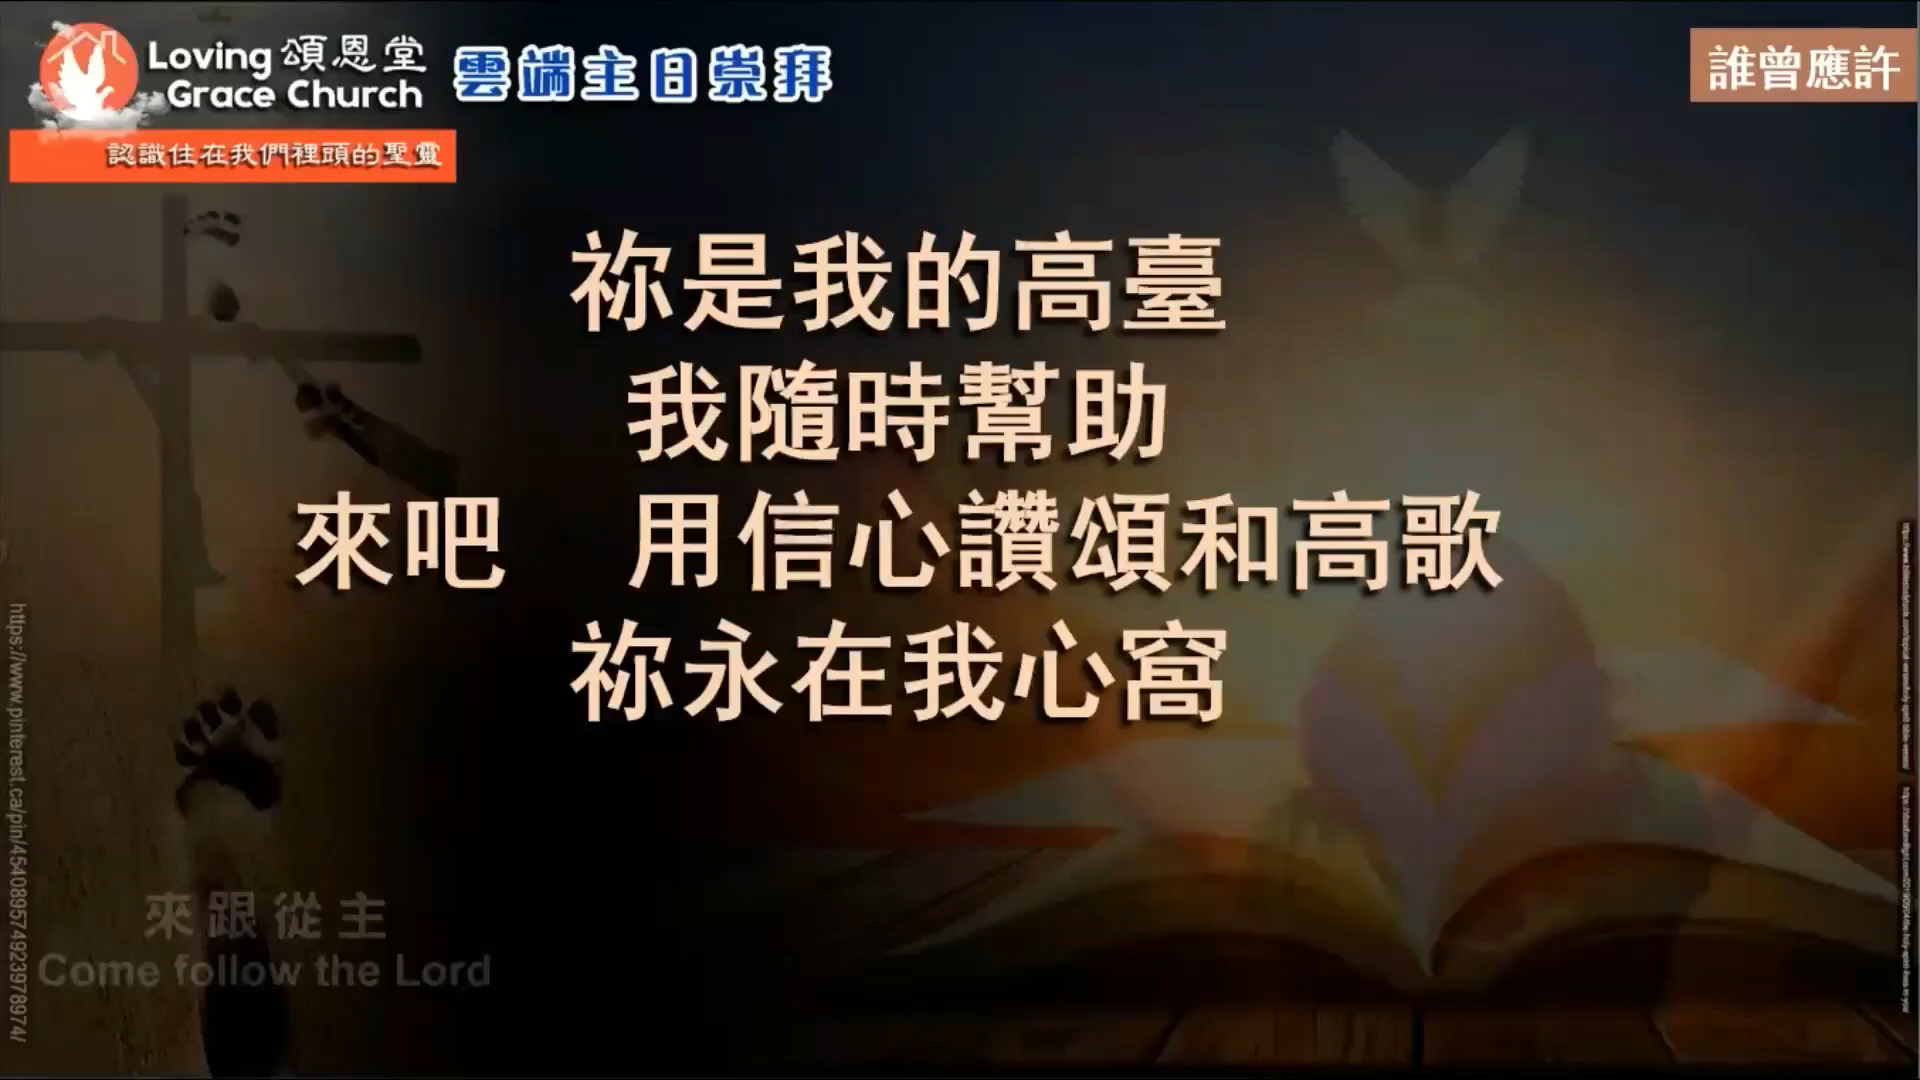 Loving 頌恩堂
Grace Church
雲端主日崇拜
誰曾應許
認識住在我們裡頭的聖靈
祢是我的高臺
我隨時幫助
來吧 用信心讚頌和高歌
祢永在我心窩
來跟從主
Come follow the Lord
https://www.pinterest.ca/pin/454089574923978974/